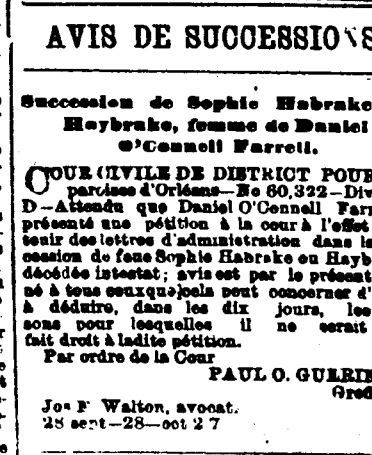 AVIS DE SUCCESSIONS
Succession de Sophie Habrake
Haybrake, femme de Daniel
O'Connell Farrell.
COUR CIVILE DE DISTRICT POUR
paroisse d'Orléans—No 60,322—Div
D—Attendu que Daniel O'Connell Farr
présenté une pétition à la cour à l'effet
tenir des lettres d'administration dans la
cession de feue Sophie Habrake ou Hayb
décédée intestat; avis est par le présent
né à tous ceux que cela peut concerner d'
à déduire, dans les dix jours, les
sons pour lesquelles il ne serait
fait droit à ladite pétition.
Par ordre de la Cour
PAUL O. GUERIN
Gref
Jos F Walton, avocat.
28 sept—28—oct 2 7